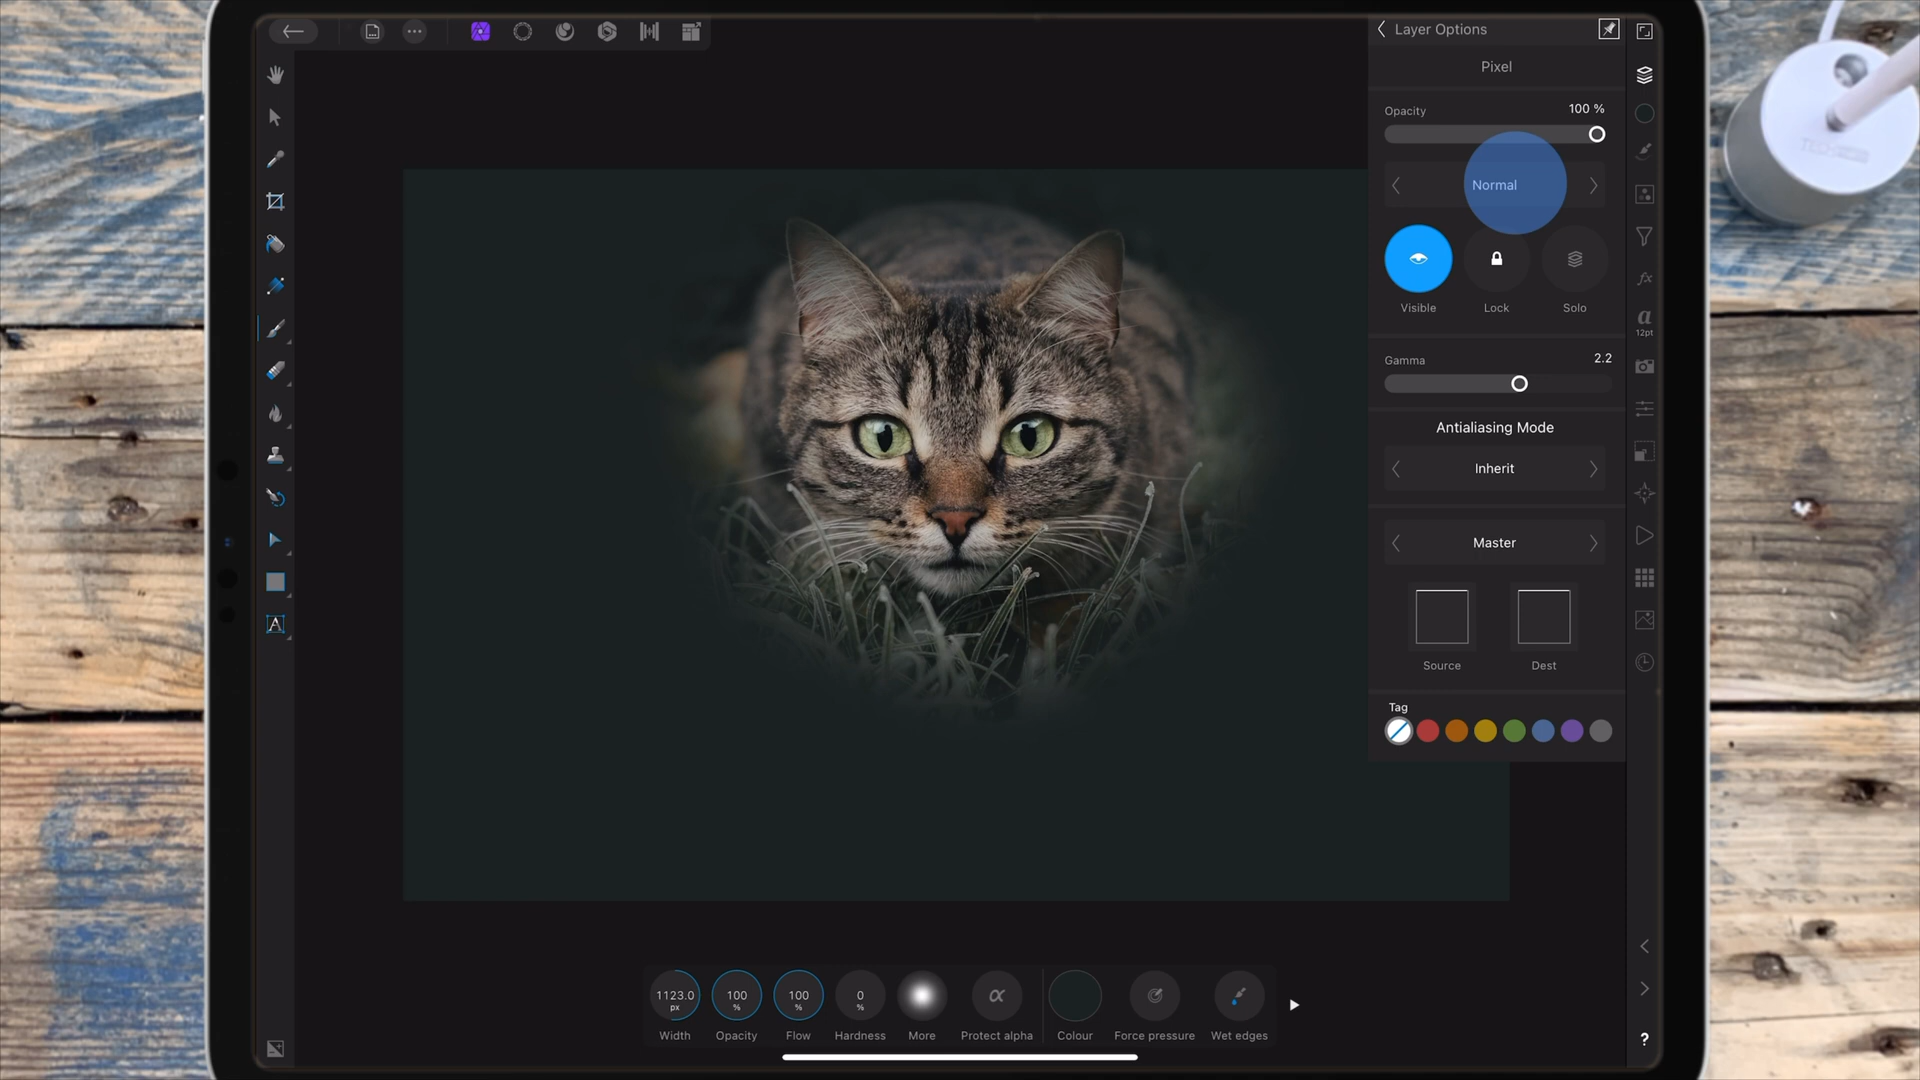 Layer Options
Pixel
Opacity
100 %
Normal
Visible
Lock
Solo
Gamma
2.2
a
12pt
Antialiasing Mode
Inherit
Master
Source
Dest
Tag
A
1123.0
px
100
%
100
%
0
%
α
Width
Opacity
Flow
Hardness
More
Protect alpha
Colour
Force pressure
Wet edges
?